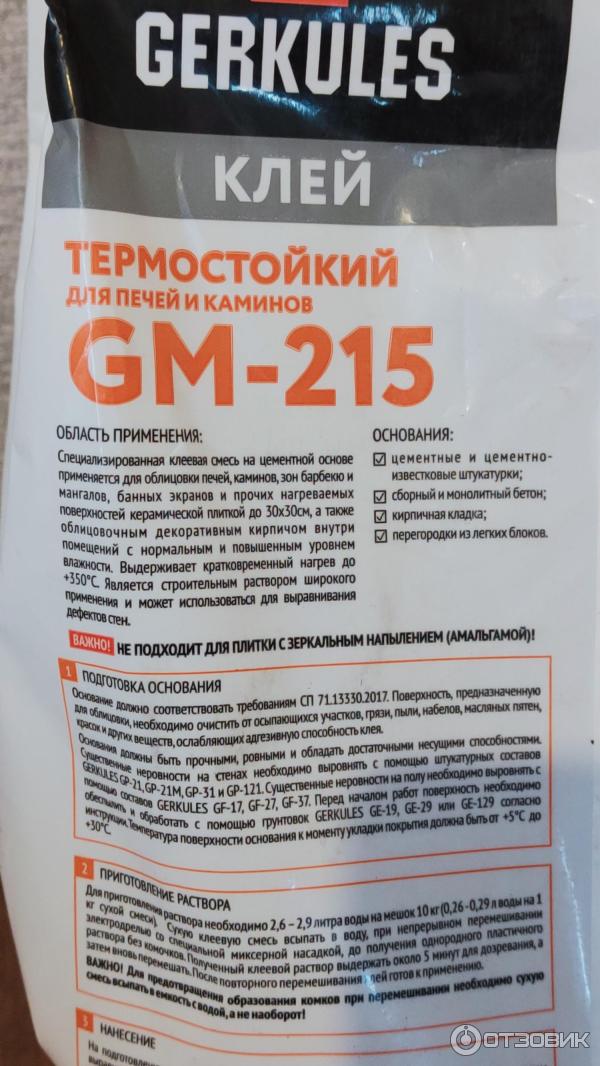 GERKULES
КЛЕЙ
ТЕРМОСТОЙКИЙ
ДЛЯ ПЕЧЕЙ И КАМИНОВ
GM-215
ОБЛАСТЬ ПРИМЕНЕНИЯ:
Специализированная клеевая смесь на цементной основе
применяется для облицовки печей, каминов, зон барбекю и
мангалов, банных экранов и прочих нагреваемых
поверхностей керамической плиткой до 30х30см, а также
облицовочным декоративным кирпичом внутри
помещений с нормальным и повышенным уровнем
влажности. Выдерживает кратковременный нагрев до
+350°С. Является строительным раствором широкого
применения и может использоваться для выравнивания
дефектов стен.
ОСНОВАНИЯ:
цементные и цементно-
известковые штукатурки;
сборный и монолитный бетон;
кирпичная кладка;
перегородки из легких блоков.
ВАЖНО! НЕ ПОДХОДИТ ДЛЯ ПЛИТКИ С ЗЕРКАЛЬНЫМ НАПЫЛЕНИЕМ (АМАЛЬГАМОЙ)!
1 ПОДГОТОВКА ОСНОВАНИЯ
Основание должно соответствовать требованиям СП 71.13330.2017. Поверхность, предназначенную
для облицовки, необходимо очистить от осыпающихся участков, грязи, пыли, набелов, масляных пятен,
красок и других веществ, ослабляющих адгезивную способность клея.
Основания должны быть прочными, ровными и обладать достаточными несущими способностями.
Существенные неровности на стенах необходимо выровнять с помощью штукатурных составов
GERKULES GP-21, GP-21M, GP-31 и GP-121. Существенные неровности на полу необходимо выровнять с
помощью составов GERKULES GF-17, GF-27, GF-37. Перед началом работ поверхность необходимо
обеспылить и обработать с помощью грунтовок GERKULES GE-19, GE-29 или GE-129 согласно
инструкции. Температура поверхности основания к моменту укладки покрытия должна быть от +5°С до
+30°С.
2 ПРИГОТОВЛЕНИЕ РАСТВОРА
Для приготовления раствора необходимо 2,6 – 2,9 литра воды на мешок 10 кг (0,26-0,29 л воды на 1
кг сухой смеси). Сухую клеевую смесь всыпать в воду, при непрерывном перемешивании
электродрелью со специальной миксерной насадкой, до получения однородного пластичного
раствора без комочков. Полученный клеевой раствор выдержать около 5 минут для дозревания, а
затем вновь перемешать. После повторного перемешивания клей готов к применению.
ВАЖНО! Для предотвращения образования комков при перемешивании необходимо сухую
смесь всыпать в емкость с водой, а не наоборот!
3 НАНЕСЕНИЕ
На подготовлен
ОТЗОВИК